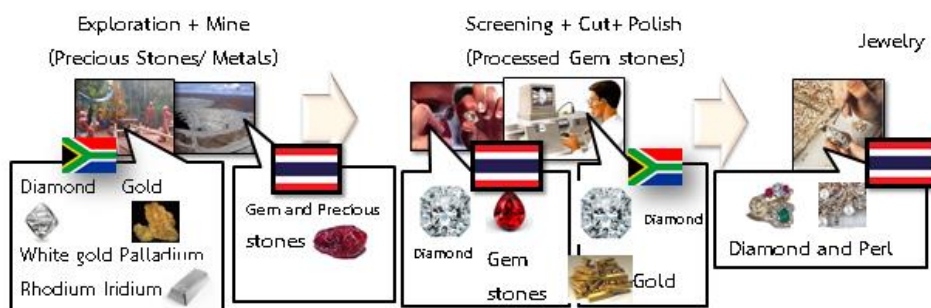 Exploration + Mine
(Precious Stones/ Metals)
Screening + Cut+ Polish
(Processed Gem stones)
Jewelry
Diamond Gold
White gold Palladium
Rhodium Iridium
Gem and Precious
stones
Diamond
Gem
stones
Diamond
Gold
Diamond and Perl